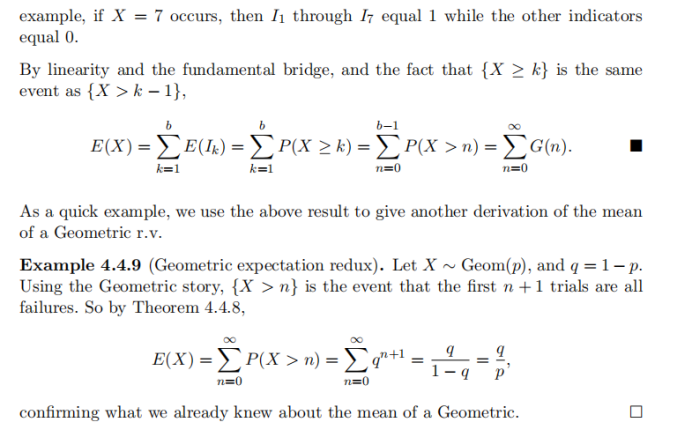 example, if X = 7 occurs, then I₁ through I₇ equal 1 while the other indicators
equal 0.
By linearity and the fundamental bridge, and the fact that {X ≥ k} is the same
event as {X > k − 1},
E(X) = ∑_{k=1}^{b} E(I_k) = ∑_{k=1}^{b} P(X ≥ k) = ∑_{n=0}^{b−1} P(X > n) = ∑_{n=0}^{∞} G(n). ■
As a quick example, we use the above result to give another derivation of the mean
of a Geometric r.v.
Example 4.4.9 (Geometric expectation redux). Let X ∼ Geom(p), and q = 1 − p.
Using the Geometric story, {X > n} is the event that the first n + 1 trials are all
failures. So by Theorem 4.4.8,
E(X) = ∑_{n=0}^{∞} P(X > n) = ∑_{n=0}^{∞} q^{n+1} = q/(1 − q) = q/p,
confirming what we already knew about the mean of a Geometric. □